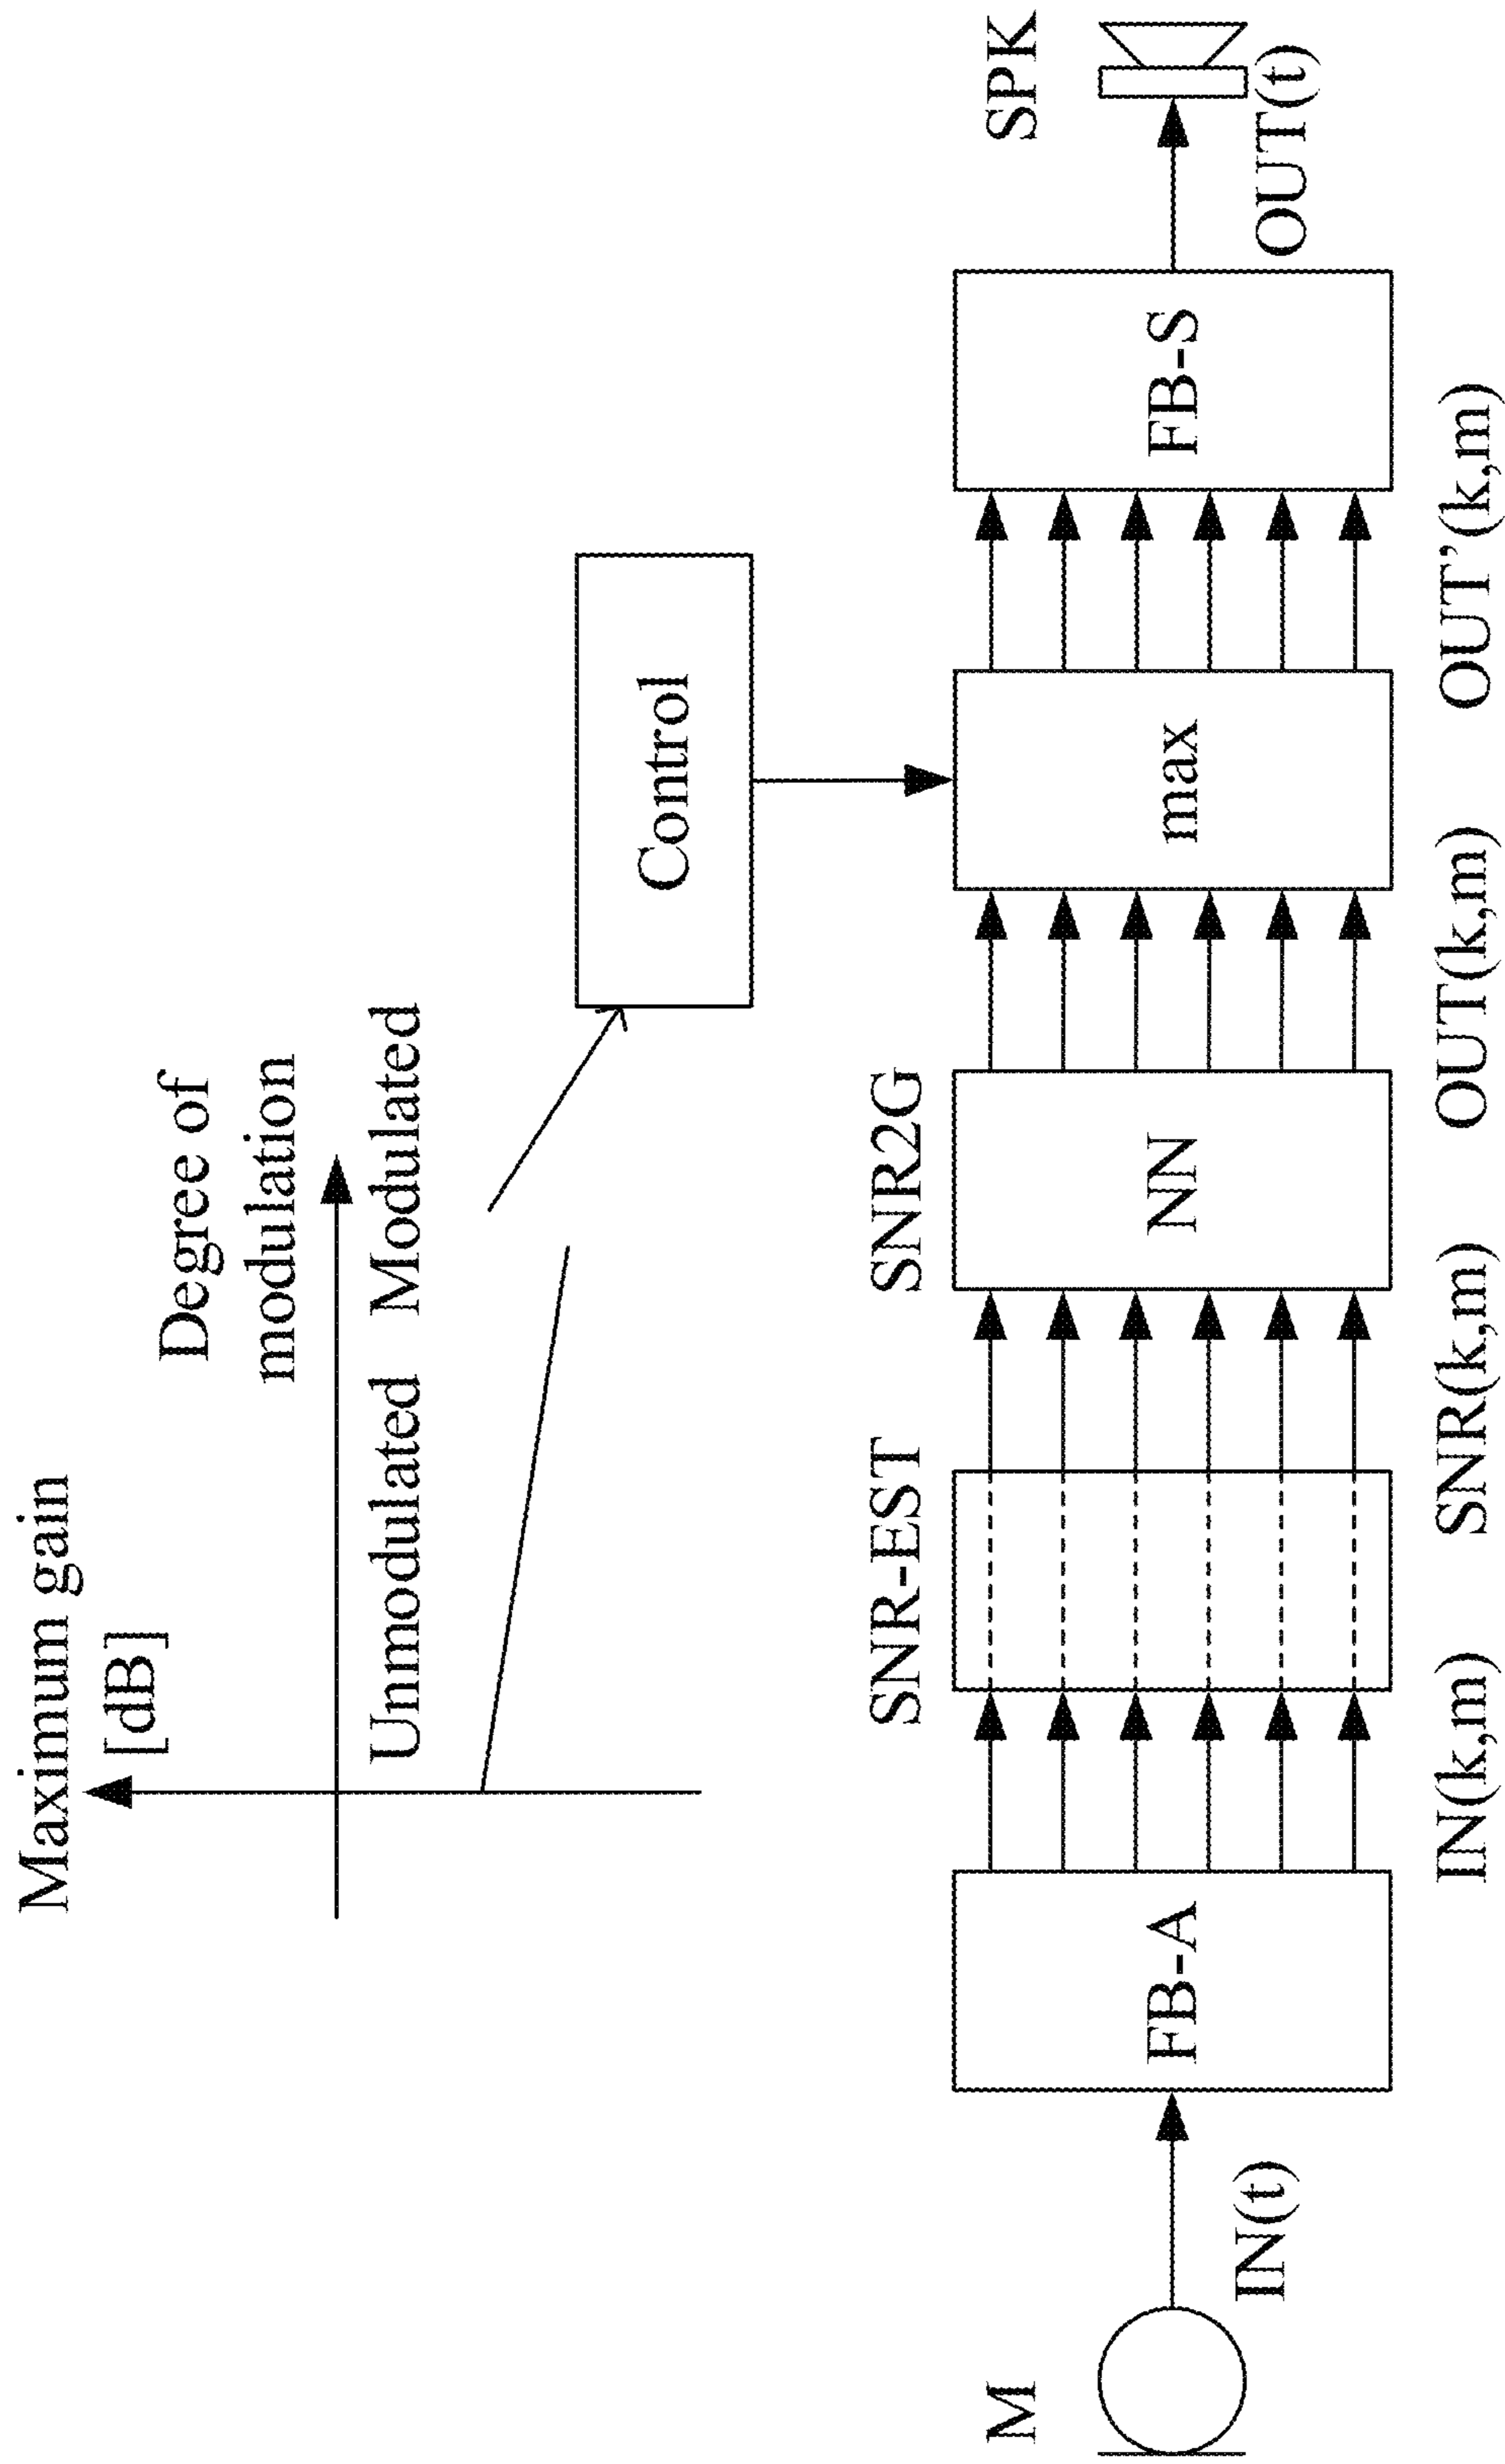 Maximum gain
[dB]
Degree of
modulation
Unmodulated Modulated
Control
M
IN(t)
FB-A
IN(k,m)
SNR-EST
SNR(k,m)
SNR2G
NN
OUT(k,m)
max
OUT'(k,m)
FB-S
SPK
OUT(t)